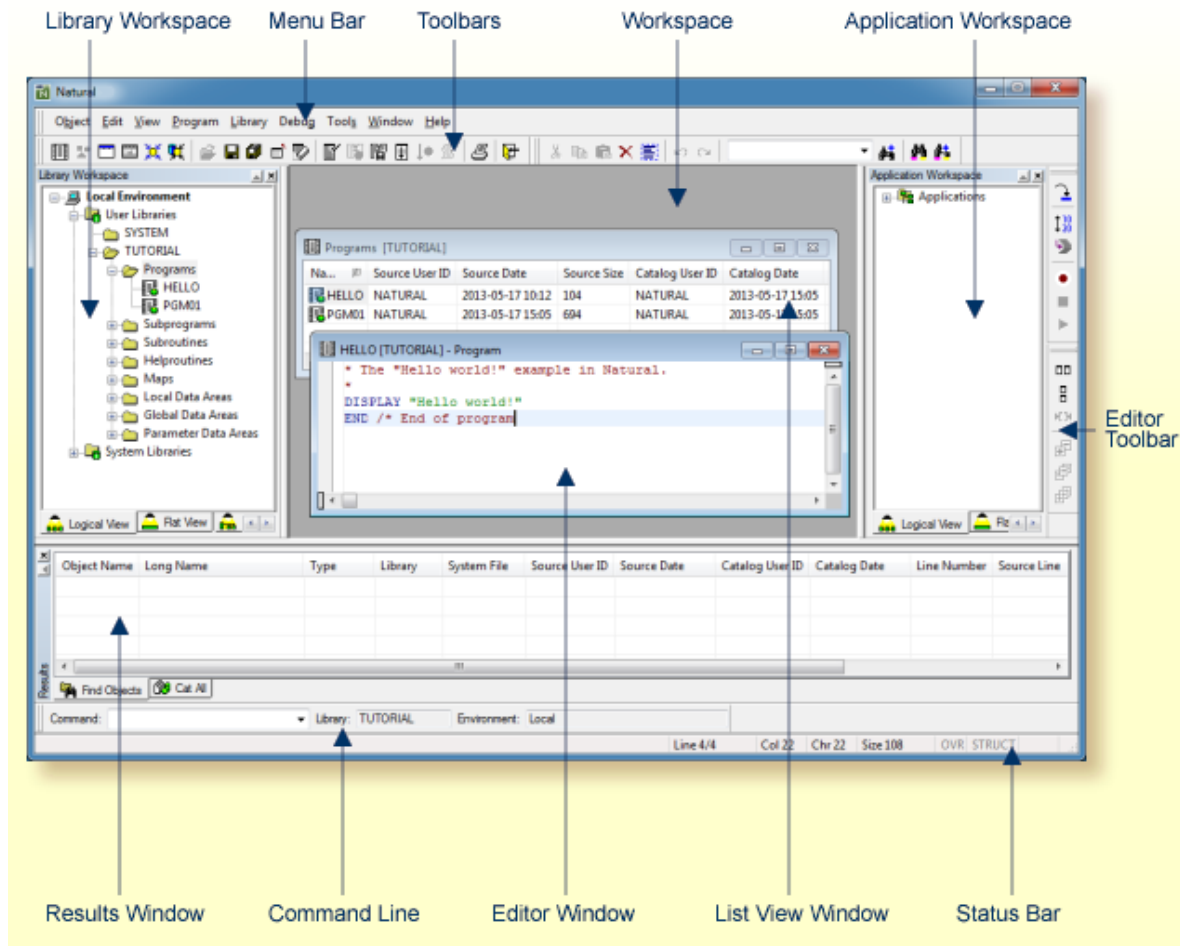 Library Workspace Menu Bar Toolbars Workspace Application Workspace
Natural
Object Edit View Program Library Debug Tools Window Help
Library Workspace
Local Environment
User Libraries
SYSTEM
TUTORIAL
Programs
HELLO
PGM01
Subprograms
Subroutines
Helproutines
Maps
Local Data Areas
Global Data Areas
Parameter Data Areas
System Libraries
Logical View Flat View
Programs [TUTORIAL]
Na... Source User ID Source Date Source Size Catalog User ID Catalog Date
HELLO NATURAL 2013-05-17 10:12 104 NATURAL 2013-05-17 15:05
PGM01 NATURAL 2013-05-17 15:05 694 NATURAL 2013-05-17 15:05
HELLO [TUTORIAL] - Program
* The "Hello world!" example in Natural.
*
DISPLAY "Hello world!"
END /* End of program
Application Workspace
Applications
Logical View
Editor
Toolbar
Object Name Long Name Type Library System File Source User ID Source Date Catalog User ID Catalog Date Line Number Source Line
Results
Find Objects Cat All
Command: Library: TUTORIAL Environment: Local
Line 4/4 Col 22 Chr 22 Size 108 OVR STRUCT
Results Window Command Line Editor Window List View Window Status Bar